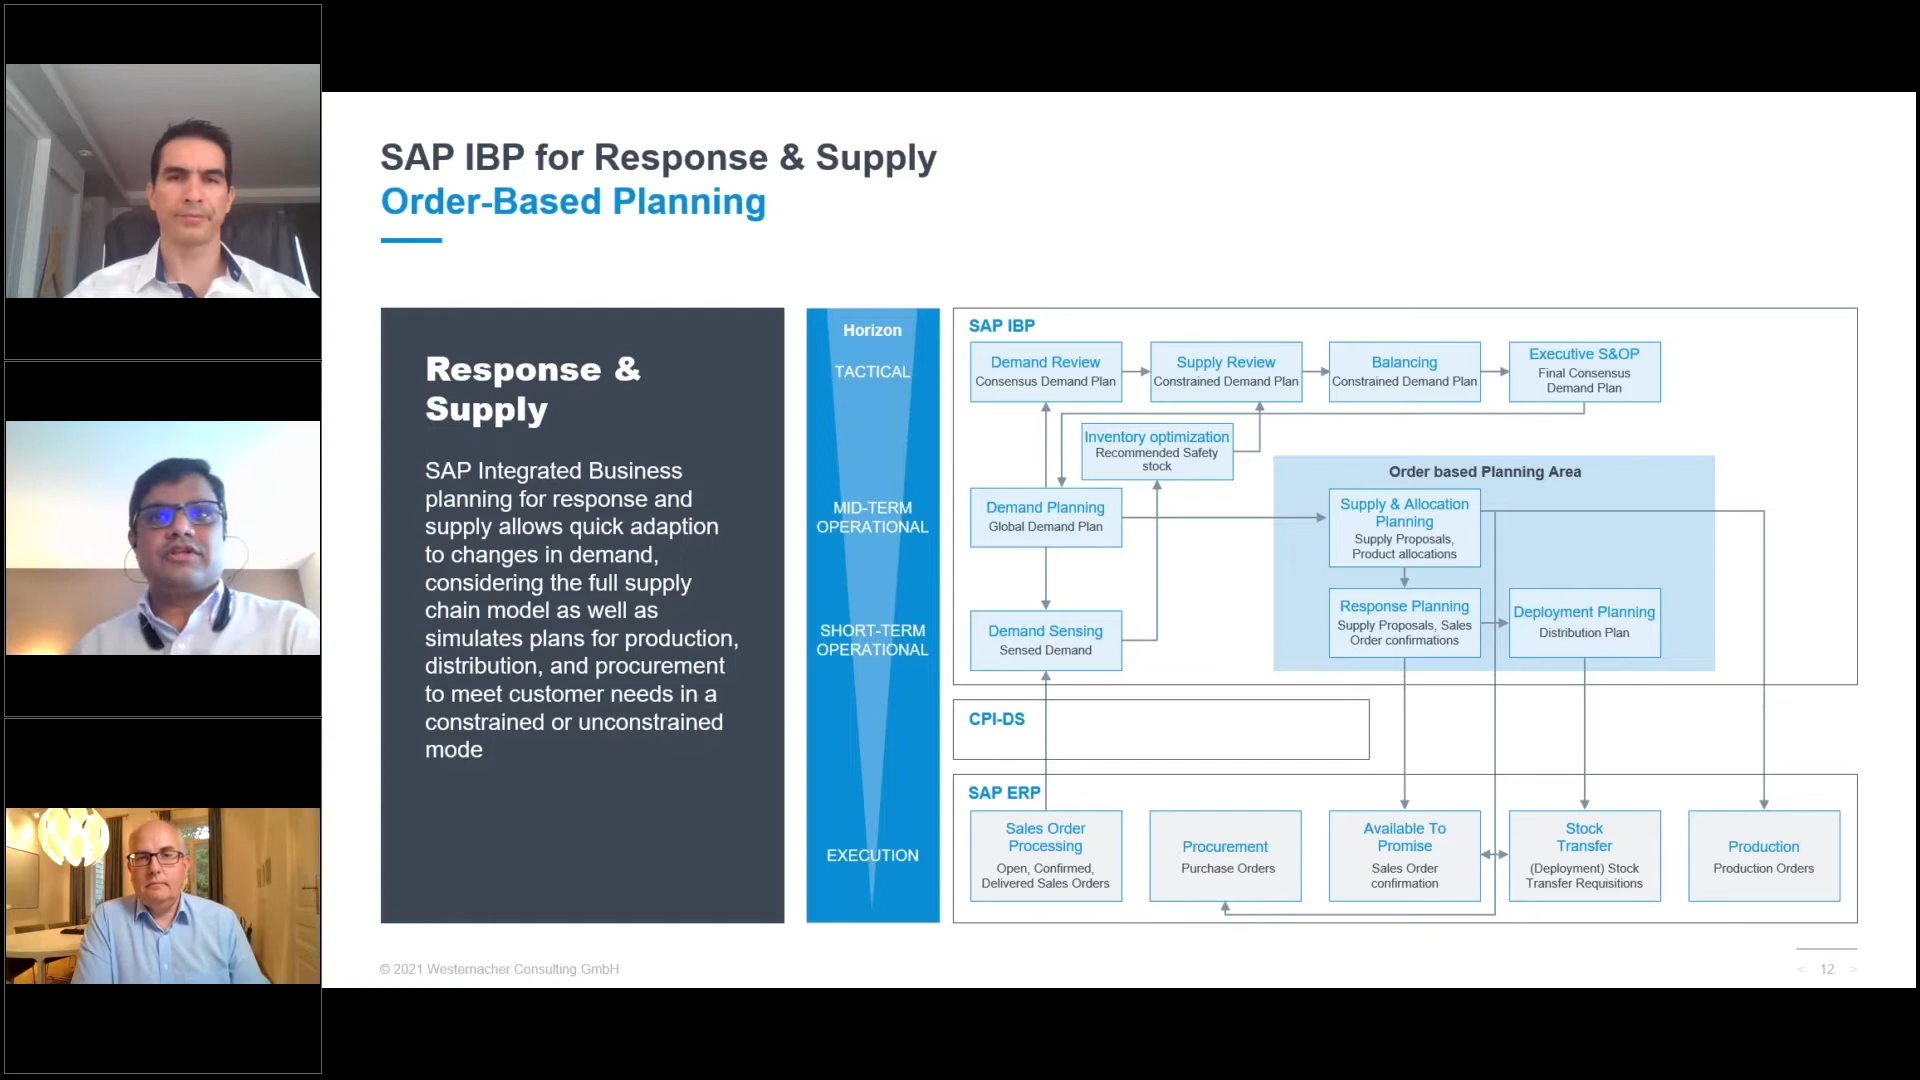 SAP IBP for Response & Supply
Order-Based Planning
Response &
Supply
SAP Integrated Business
planning for response and
supply allows quick adaption
to changes in demand,
considering the full supply
chain model as well as
simulates plans for production,
distribution, and procurement
to meet customer needs in a
constrained or unconstrained
mode
Horizon
TACTICAL
MID-TERM
OPERATIONAL
SHORT-TERM
OPERATIONAL
EXECUTION
SAP IBP
Demand Review
Consensus Demand Plan
Supply Review
Constrained Demand Plan
Balancing
Constrained Demand Plan
Executive S&OP
Final Consensus
Demand Plan
Inventory optimization
Recommended Safety
stock
Order based Planning Area
Demand Planning
Global Demand Plan
Supply & Allocation
Planning
Supply Proposals,
Product allocations
Demand Sensing
Sensed Demand
Response Planning
Supply Proposals, Sales
Order confirmations
Deployment Planning
Distribution Plan
CPI-DS
SAP ERP
Sales Order
Processing
Open, Confirmed,
Delivered Sales Orders
Procurement
Purchase Orders
Available To
Promise
Sales Order
confirmation
Stock
Transfer
(Deployment) Stock
Transfer Requisitions
Production
Production Orders
© 2021 Westernacher Consulting GmbH
< 12 >